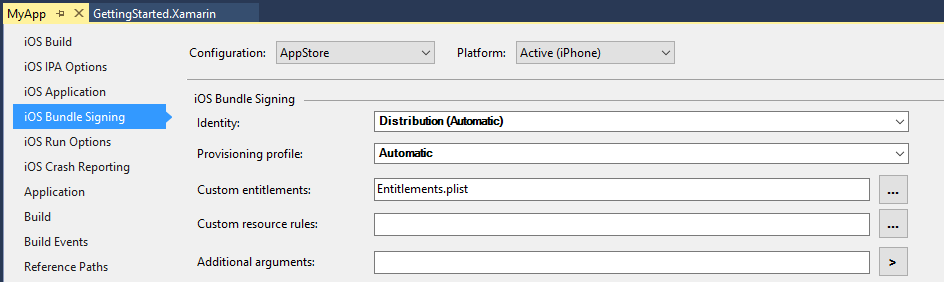 MyApp GettingStarted.Xamarin
iOS Build
iOS IPA Options
iOS Application
iOS Bundle Signing
iOS Run Options
iOS Crash Reporting
Application
Build
Build Events
Reference Paths
Configuration: AppStore Platform: Active (iPhone)
iOS Bundle Signing
Identity: Distribution (Automatic)
Provisioning profile: Automatic
Custom entitlements: Entitlements.plist ...
Custom resource rules: ...
Additional arguments: >